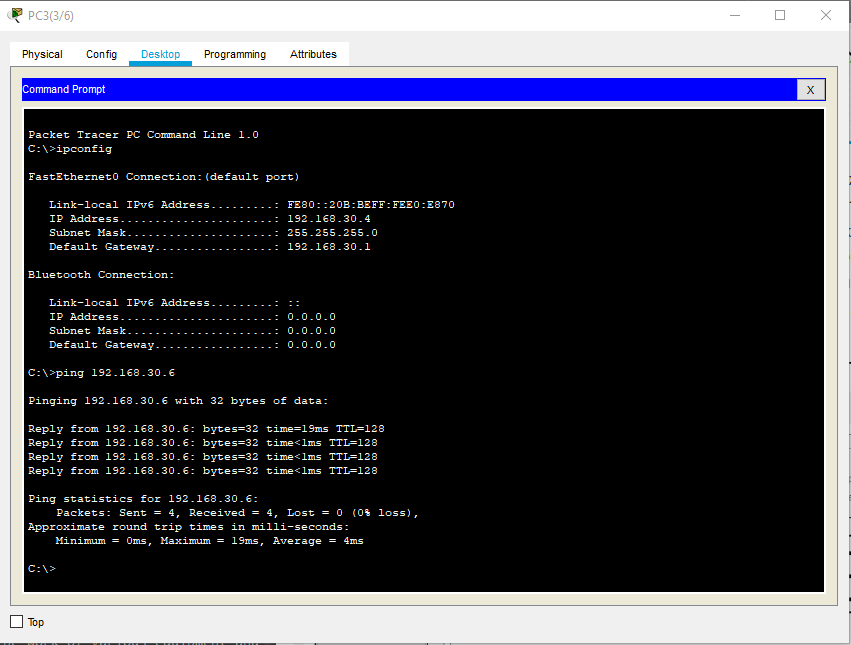 PC3(3/6)
Physical Config Desktop Programming Attributes
Command Prompt X
Packet Tracer PC Command Line 1.0
C:\>ipconfig
FastEthernet0 Connection:(default port)
Link-local IPv6 Address.........: FE80::20B:BEFF:FEE0:E870
IP Address......................: 192.168.30.4
Subnet Mask.....................: 255.255.255.0
Default Gateway.................: 192.168.30.1
Bluetooth Connection:
Link-local IPv6 Address.........: ::
IP Address......................: 0.0.0.0
Subnet Mask.....................: 0.0.0.0
Default Gateway.................: 0.0.0.0
C:\>ping 192.168.30.6
Pinging 192.168.30.6 with 32 bytes of data:
Reply from 192.168.30.6: bytes=32 time=19ms TTL=128
Reply from 192.168.30.6: bytes=32 time<1ms TTL=128
Reply from 192.168.30.6: bytes=32 time<1ms TTL=128
Reply from 192.168.30.6: bytes=32 time<1ms TTL=128
Ping statistics for 192.168.30.6:
Packets: Sent = 4, Received = 4, Lost = 0 (0% loss),
Approximate round trip times in milli-seconds:
Minimum = 0ms, Maximum = 19ms, Average = 4ms
C:\>
Top